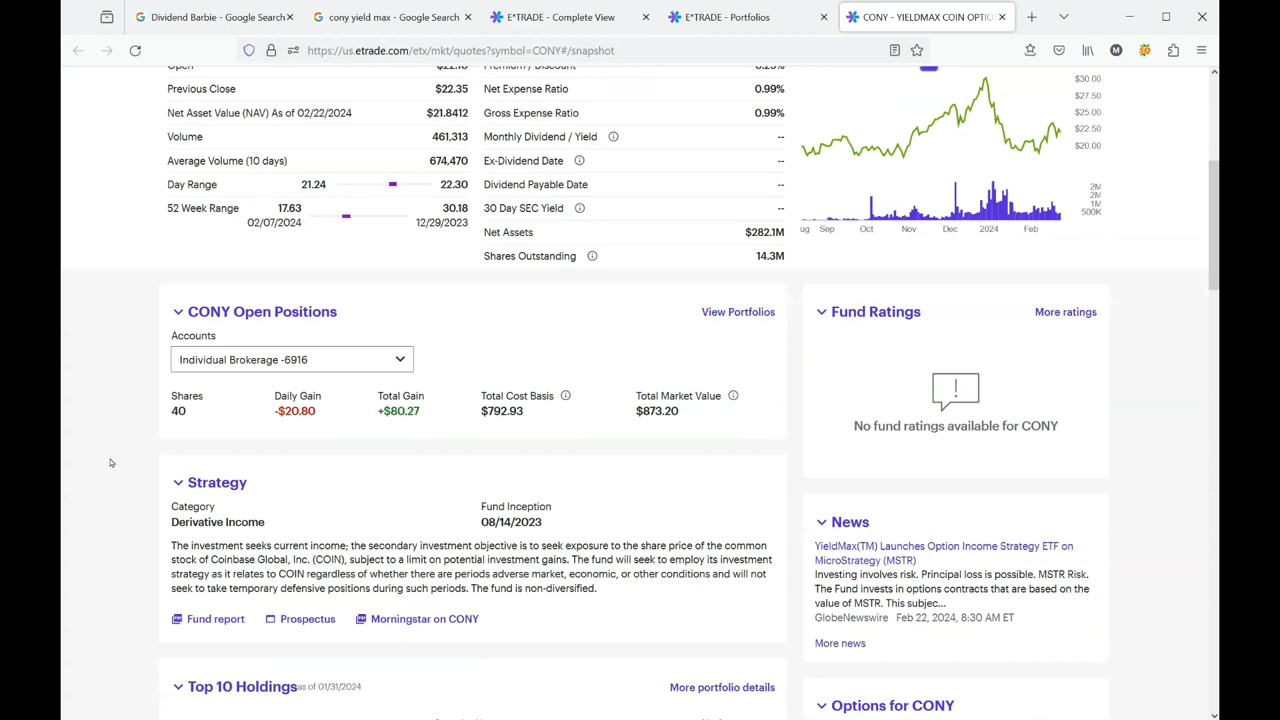 Dividend Barbie - Google Search
cony yield max - Google Search
E*TRADE - Complete View
E*TRADE - Portfolios
CONY - YIELDMAX COIN OPTIO
https://us.etrade.com/etx/mkt/quotes?symbol=CONY#/snapshot
Open $22.10
Previous Close $22.35
Net Asset Value (NAV) As of 02/22/2024 $21.8412
Volume 461,313
Average Volume (10 days) 674,470
Day Range 21.24 22.30
52 Week Range 17.63 30.18
02/07/2024 12/29/2023
Premium / Discount
Net Expense Ratio 0.99%
Gross Expense Ratio 0.99%
Monthly Dividend / Yield --
Ex-Dividend Date --
Dividend Payable Date --
30 Day SEC Yield --
Net Assets $282.1M
Shares Outstanding 14.3M
$30.00
$27.50
$25.00
$22.50
$20.00
2M
2M
1M
500K
ug Sep Oct Nov Dec 2024 Feb
CONY Open Positions View Portfolios
Accounts
Individual Brokerage -6916
Shares Daily Gain Total Gain Total Cost Basis Total Market Value
40 -$20.80 +$80.27 $792.93 $873.20
Fund Ratings More ratings
No fund ratings available for CONY
Strategy
Category Fund Inception
Derivative Income 08/14/2023
The investment seeks current income; the secondary investment objective is to seek exposure to the share price of the common
stock of Coinbase Global, Inc. (COIN), subject to a limit on potential investment gains. The fund will seek to employ its investment
strategy as it relates to COIN regardless of whether there are periods adverse market, economic, or other conditions and will not
seek to take temporary defensive positions during such periods. The fund is non-diversified.
Fund report Prospectus Morningstar on CONY
News
YieldMax(TM) Launches Option Income Strategy ETF on
MicroStrategy (MSTR)
Investing involves risk. Principal loss is possible. MSTR Risk.
The Fund invests in options contracts that are based on the
value of MSTR. This subjec...
GlobeNewswire Feb 22, 2024, 8:30 AM ET
More news
Top 10 Holdings as of 01/31/2024 More portfolio details
Options for CONY